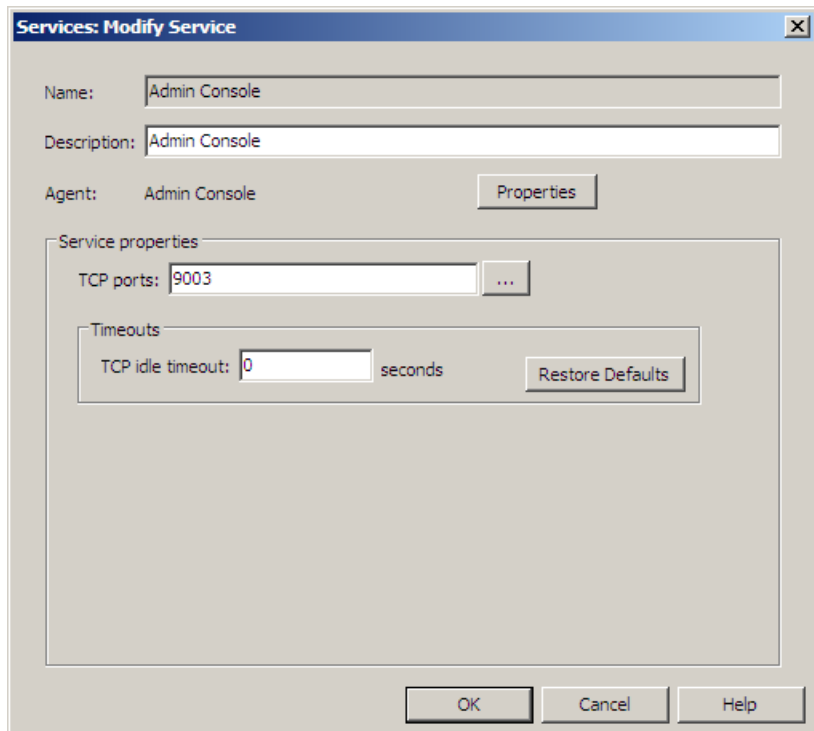 Services: Modify Service
Name: Admin Console
Description: Admin Console
Agent: Admin Console Properties
Service properties
TCP ports: 9003 ...
Timeouts
TCP idle timeout: 0 seconds Restore Defaults
OK Cancel Help